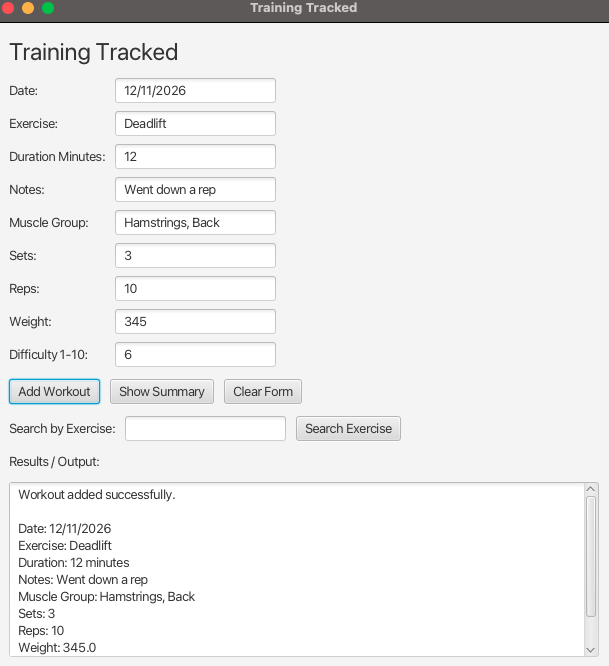 Training Tracked
Training Tracked
Date: 12/11/2026
Exercise: Deadlift
Duration Minutes: 12
Notes: Went down a rep
Muscle Group: Hamstrings, Back
Sets: 3
Reps: 10
Weight: 345
Difficulty 1-10: 6
Add Workout Show Summary Clear Form
Search by Exercise: Search Exercise
Results / Output:
Workout added successfully.
Date: 12/11/2026
Exercise: Deadlift
Duration: 12 minutes
Notes: Went down a rep
Muscle Group: Hamstrings, Back
Sets: 3
Reps: 10
Weight: 345.0